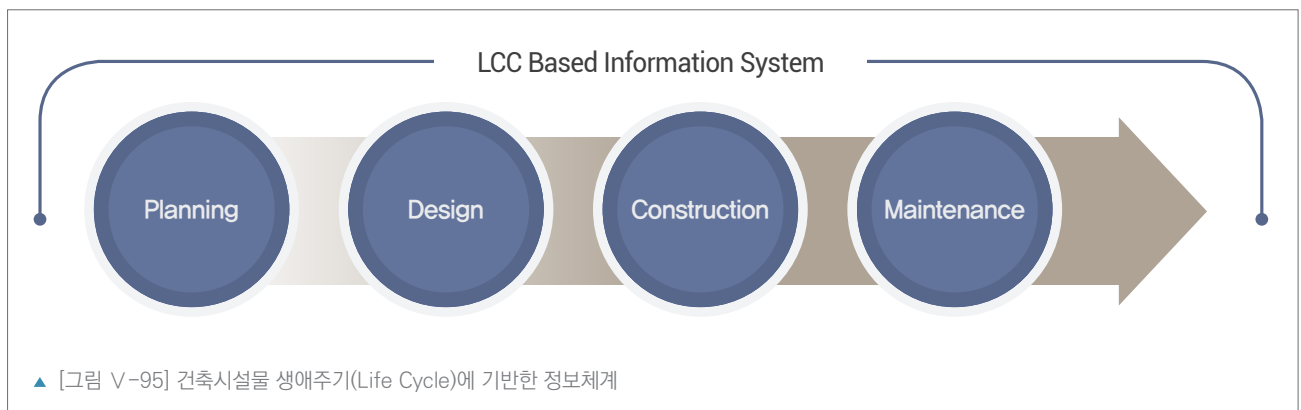 LCC Based Information System
Planning
Design
Construction
Maintenance
▲ [그림 Ⅴ-95] 건축시설물 생애주기(Life Cycle)에 기반한 정보체계